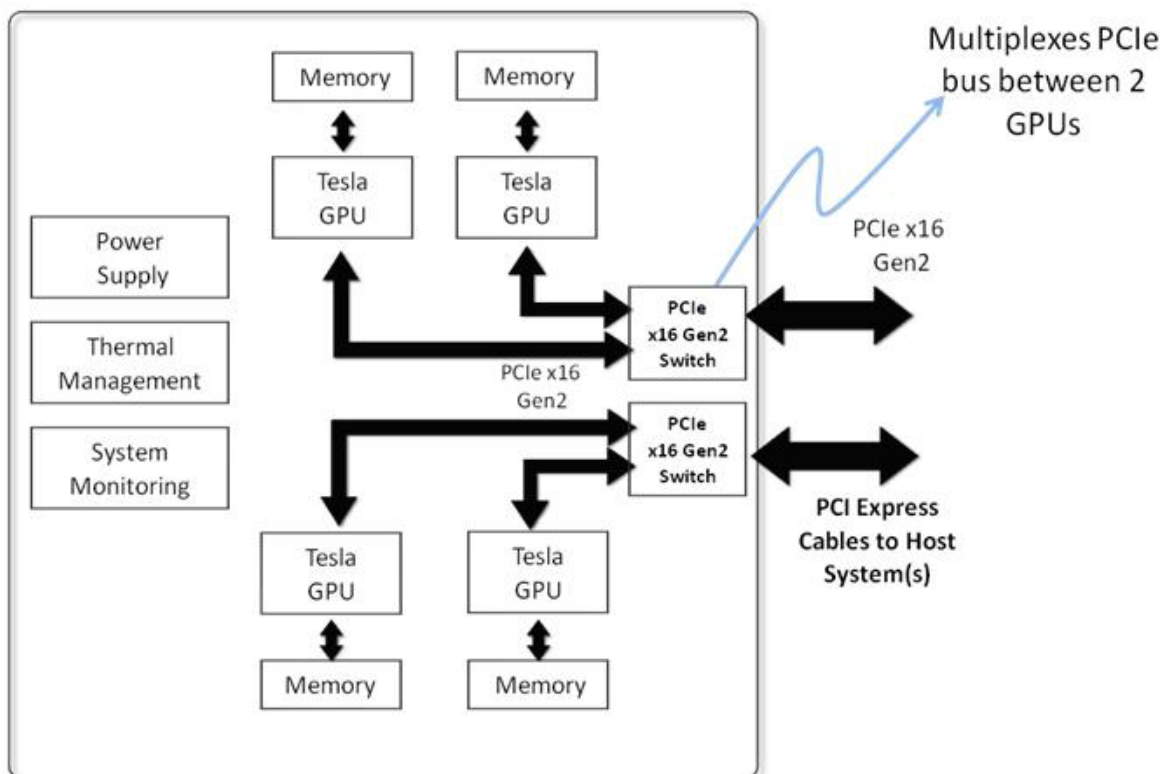 Multiplexes PCIe
bus between 2
GPUs
Memory
Memory
Tesla
GPU
Tesla
GPU
Power
Supply
Thermal
Management
System
Monitoring
PCIe x16
Gen2
PCIe
x16 Gen2
Switch
PCIe x16
Gen2
PCIe
x16 Gen2
Switch
PCI Express
Cables to Host
System(s)
Tesla
GPU
Tesla
GPU
Memory
Memory